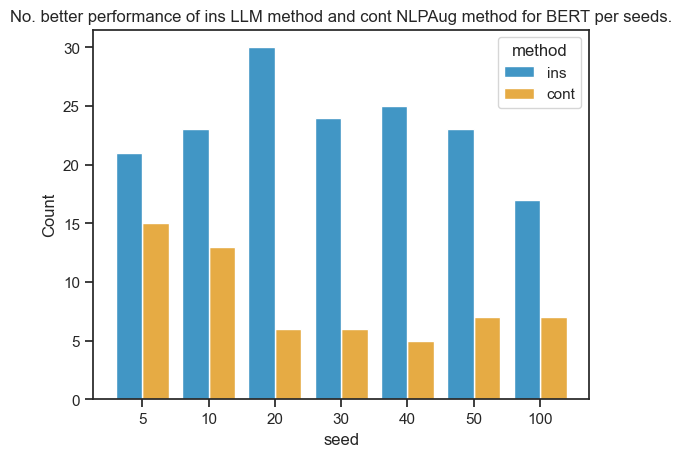 No. better performance of ins LLM method and cont NLPAug method for BERT per seeds.
method
ins
cont
30
25
20
15
10
5
0
Count
5 10 20 30 40 50 100
seed